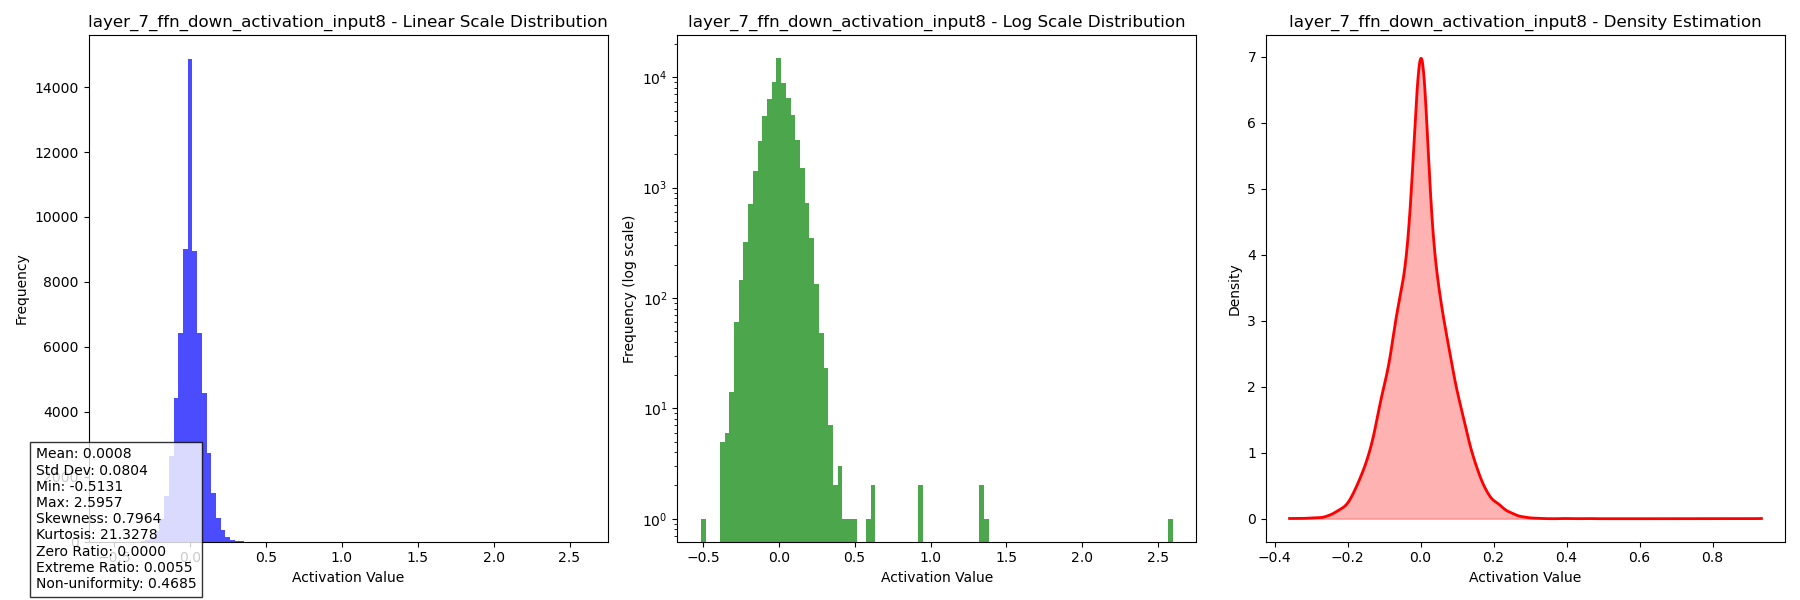 layer_7_ffn_down_activation_input8 - Linear Scale Distribution
Frequency
14000
12000
10000
8000
6000
4000
2000
0
0.0
0.5
1.0
1.5
2.0
2.5
Activation Value
Mean: 0.0008
Std Dev: 0.0804
Min: -0.5131
Max: 2.5957
Skewness: 0.7964
Kurtosis: 21.3278
Zero Ratio: 0.0000
Extreme Ratio: 0.0055
Non-uniformity: 0.4685
layer_7_ffn_down_activation_input8 - Log Scale Distribution
Frequency (log scale)
10⁴
10³
10²
10¹
10⁰
−0.5
0.0
0.5
1.0
1.5
2.0
2.5
Activation Value
layer_7_ffn_down_activation_input8 - Density Estimation
Density
7
6
5
4
3
2
1
0
−0.4
−0.2
0.0
0.2
0.4
0.6
0.8
Activation Value